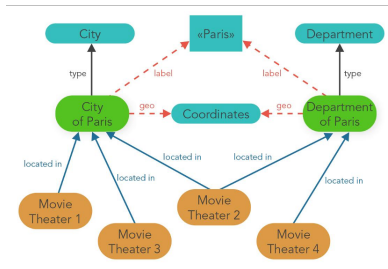 City
«Paris»
Department
type
label
label
type
City
of Paris
geo
Coordinates
geo
Department
of Paris
located in
located in
located in
located in
located in
Movie
Theater 1
Movie
Theater 3
Movie
Theater 2
Movie
Theater 4